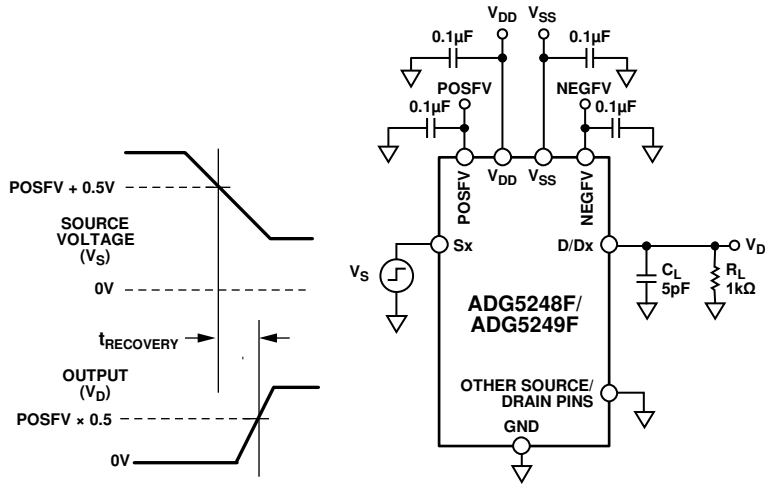 POSFV + 0.5V
SOURCE
VOLTAGE
(VS)
0V
tRECOVERY
OUTPUT
(VD)
POSFV × 0.5
0V
VDD
VSS
0.1µF
0.1µF
POSFV
NEGFV
0.1µF
0.1µF
POSFV
VDD
VSS
NEGFV
VS
Sx
D/Dx
VD
CL
5pF
RL
1kΩ
ADG5248F/
ADG5249F
OTHER SOURCE/
DRAIN PINS
GND